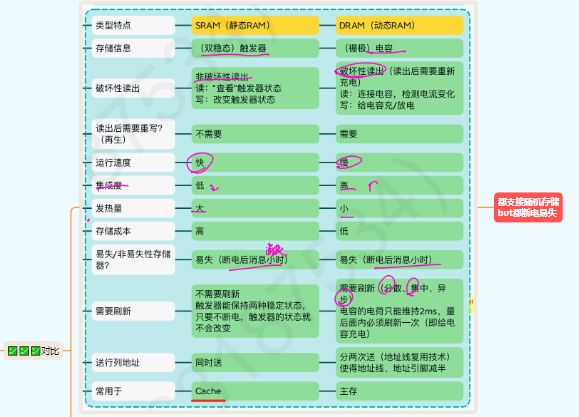 类型特点 SRAM（静态RAM） DRAM（动态RAM）
存储信息 （双稳态）触发器 （栅极）电容
破坏性读出
非破坏性读出
读："查看"触发器状态
写：改变触发器状态
破坏性读出（读后需要重新
充电）
读：连接电容，检测电流变化
写：给电容充/放电
读出后需要重写?
（再生）
不需要 需要
运行速度 快 慢
集成度 低 高
发热量 大 小
存储成本 高 低
易失/非易失性存储
器?
易失（断电后消息小时） 易失（断电后消息小时）
需要刷新
不需要刷新
触发器能保持两种稳定状态，
只要不断电，触发器的状态就
不会改变
需要刷新（分散、集中、异
步）
电容的电荷只能维持2ms，量
后面内必须刷新一次（即给电
容充电）
送行列地址 同时送
分两次送（地址线复用技术）
使得地址线、地址引脚减半
常用于 Cache 主存
都支持随机存储
but都断电易失
对比